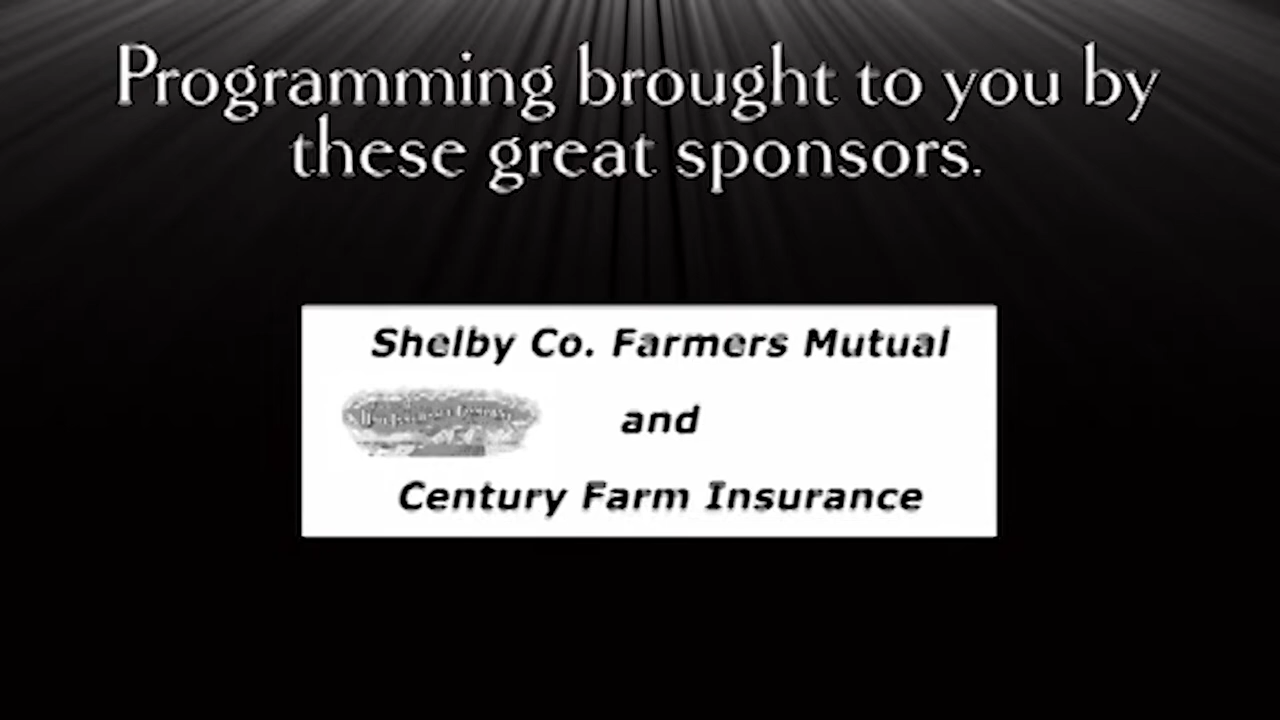 Programming brought to you by
these great sponsors.
Shelby Co. Farmers Mutual
and
Century Farm Insurance